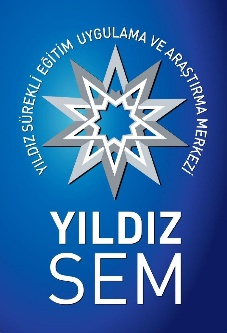 YILDIZ SÜREKLİ EĞİTİM UYGULAMA VE ARAŞTIRMA MERKEZİ
YILDIZ
SEM